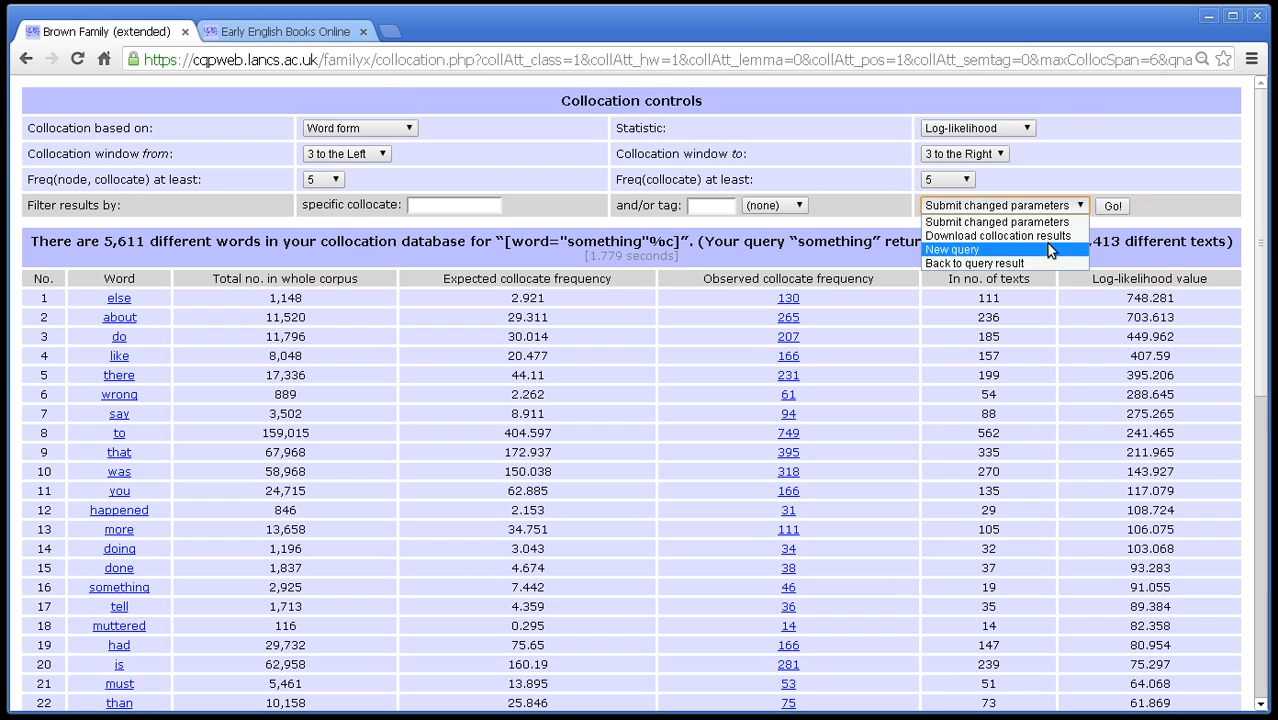 Brown Family (extended) Early English Books Online
https://cqpweb.lancs.ac.uk/familyx/collocation.php?collAtt_class=1&collAtt_hw=1&collAtt_lemma=0&collAtt_pos=1&collAtt_semtag=0&maxCollocSpan=6&qna
Collocation controls
Collocation based on: Word form Statistic: Log-likelihood
Collocation window from: 3 to the Left Collocation window to: 3 to the Right
Freq(node, collocate) at least: 5 Freq(collocate) at least: 5
Filter results by: specific collocate: and/or tag: (none) Submit changed parameters Go!
Submit changed parameters
Download collocation results
New query
Back to query result
There are 5,611 different words in your collocation database for “[word="something"%c]”. (Your query “something” retur ,413 different texts)
[1.779 seconds]
No. Word Total no. in whole corpus Expected collocate frequency Observed collocate frequency In no. of texts Log-likelihood value
1 else 1,148 2.921 130 111 748.281
2 about 11,520 29.311 265 236 703.613
3 do 11,796 30.014 207 185 449.962
4 like 8,048 20.477 166 157 407.59
5 there 17,336 44.11 231 199 395.206
6 wrong 889 2.262 61 54 288.645
7 say 3,502 8.911 94 88 275.265
8 to 159,015 404.597 749 562 241.465
9 that 67,968 172.937 395 335 211.965
10 was 58,968 150.038 318 270 143.927
11 you 24,715 62.885 166 135 117.079
12 happened 846 2.153 31 29 108.724
13 more 13,658 34.751 111 105 106.075
14 doing 1,196 3.043 34 32 103.068
15 done 1,837 4.674 38 37 93.283
16 something 2,925 7.442 46 19 91.055
17 tell 1,713 4.359 36 35 89.384
18 muttered 116 0.295 14 14 82.358
19 had 29,732 75.65 166 147 80.954
20 is 62,958 160.19 281 239 75.297
21 must 5,461 13.895 53 51 64.068
22 than 10,158 25.846 75 73 61.869